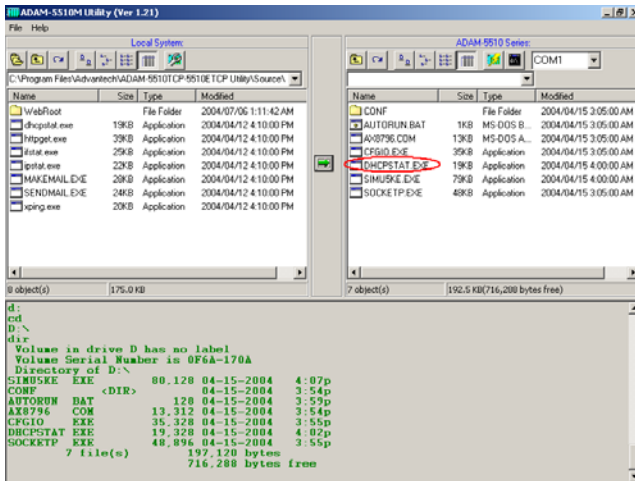 ADAM-5510M Utility (Ver 1.21)
File Help
Local System:
C:\Program Files\Advantech\ADAM-5510TCP-5510ETCP Utility\Source\
Name Size Type Modified
WebRoot File Folder 2004/07/06 1:11:42 AM
dhcpstat.exe 19KB Application 2004/04/12 4:10:00 PM
httpget.exe 39KB Application 2004/04/12 4:10:00 PM
ifstat.exe 25KB Application 2004/04/12 4:10:00 PM
ipstat.exe 22KB Application 2004/04/12 4:10:00 PM
MAKEMAIL.EXE 28KB Application 2004/04/12 4:10:00 PM
SENDMAIL.EXE 24KB Application 2004/04/12 4:10:00 PM
xping.exe 20KB Application 2004/04/12 4:10:00 PM
8 object(s) 175.0 KB
ADAM-5510 Series:
COM1
Name Size Type Modified
CONF File Folder 2004/04/15 3:05:00 AM
AUTORUN.BAT 1KB MS-DOS B... 2004/04/15 3:05:00 AM
AX8796.COM 13KB MS-DOS A... 2004/04/15 3:05:00 AM
CFGIO.EXE 35KB Application 2004/04/15 3:05:00 AM
DHCPSTAT.EXE 19KB Application 2004/04/15 4:00:00 AM
SIMU5KE.EXE 79KB Application 2004/04/15 4:00:00 AM
SOCKETP.EXE 48KB Application 2004/04/15 3:05:00 AM
7 object(s) 192.5 KB(716,288 bytes free)
d:
cd
D:\
dir
Volume in drive D has no label
Volume Serial Number is 0F6A-170A
Directory of D:\
SIMU5KE EXE 80,128 04-15-2004 4:07p
CONF <DIR> 04-15-2004 3:54p
AUTORUN BAT 128 04-15-2004 3:59p
AX8796 COM 13,312 04-15-2004 3:54p
CFGIO EXE 35,328 04-15-2004 3:55p
DHCPSTAT EXE 19,328 04-15-2004 4:02p
SOCKETP EXE 48,896 04-15-2004 3:55p
7 file(s) 197,120 bytes
716,288 bytes free